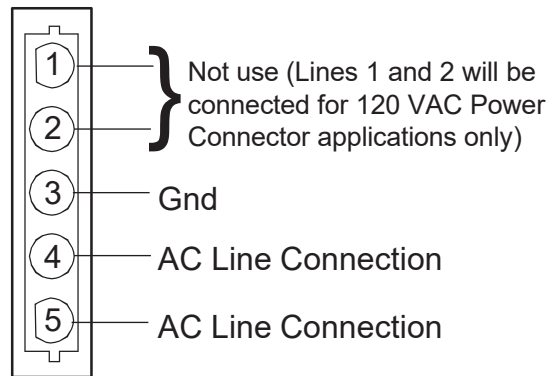 1
2
Not use (Lines 1 and 2 will be
connected for 120 VAC Power
Connector applications only)
3 Gnd
4 AC Line Connection
5 AC Line Connection